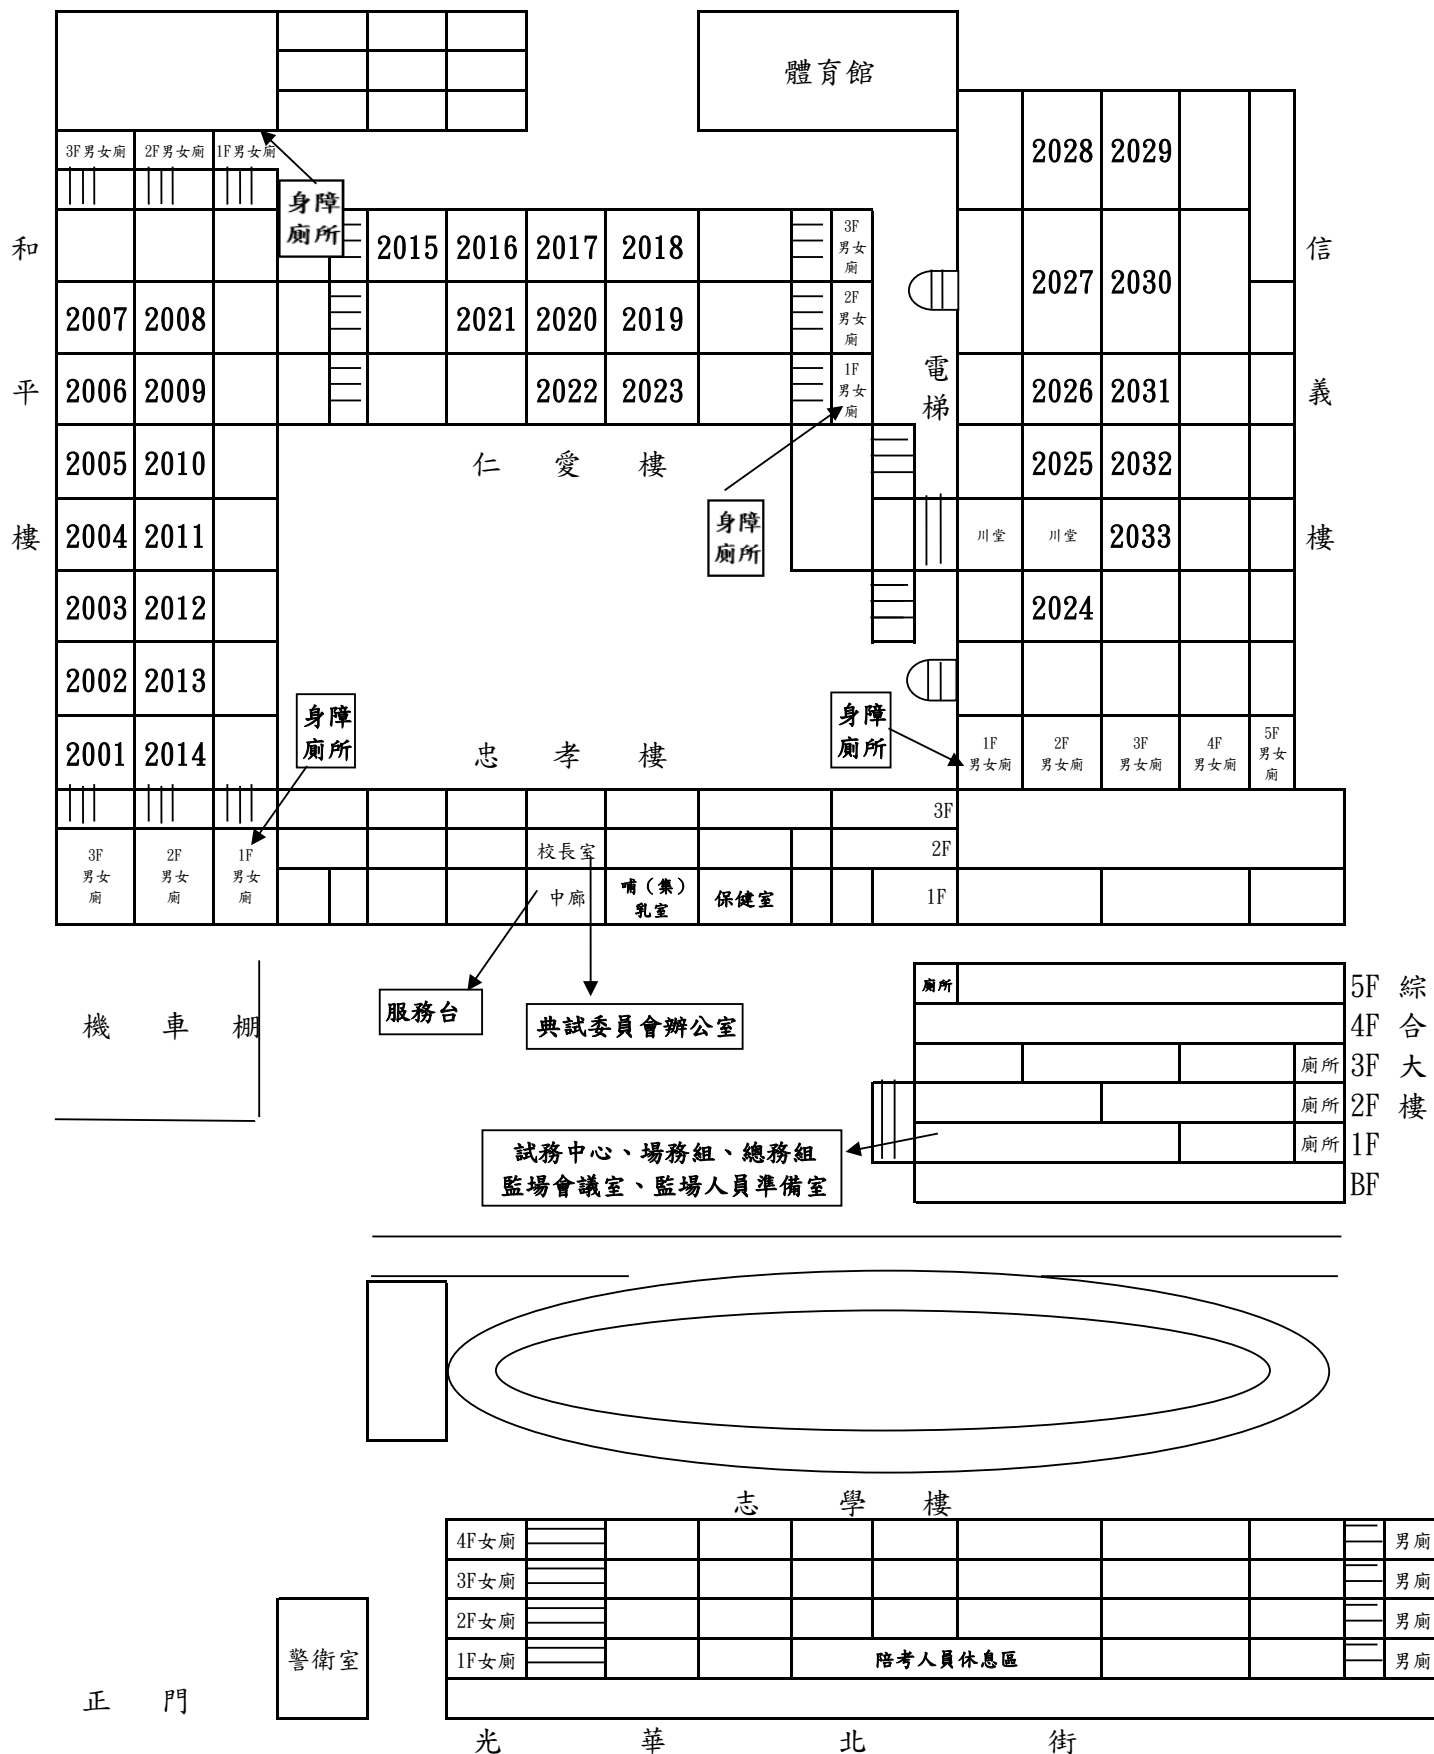 體育館
2028 2029
3F男女廁 2F男女廁 1F男女廁
身障
廁所
和 平 樓
2015 2016 2017 2018
3F
男女
廁
2007 2008
2021 2020 2019
2F
男女
廁
2006 2009
2022 2023
1F
男女
廁
2005 2010
仁 愛 樓
2004 2011
身障
廁所
2003 2012
2002 2013
2001 2014
電
梯
2027 2030
2026 2031
2025 2032
川堂 川堂 2033
2024
信 義 樓
身障
廁所
忠 孝 樓
身障
廁所
1F
男女廁
2F
男女廁
3F
男女廁
4F
男女廁
5F
男女
廁
3F
男女
廁
2F
男女
廁
1F
男女
廁
3F
校長室 2F
中廊
哺（集）
乳室
保健室
1F
機 車 棚
服務台
典試委員會辦公室
廁所 5F 綜
4F 合
廁所 3F 大
廁所 2F 樓
廁所 1F
BF
試務中心、場務組、總務組
監場會議室、監場人員準備室
志 學 樓
4F女廁 男廁
3F女廁 男廁
2F女廁 男廁
1F女廁 陪考人員休息區 男廁
警衛室
正 門
光 華 北 街